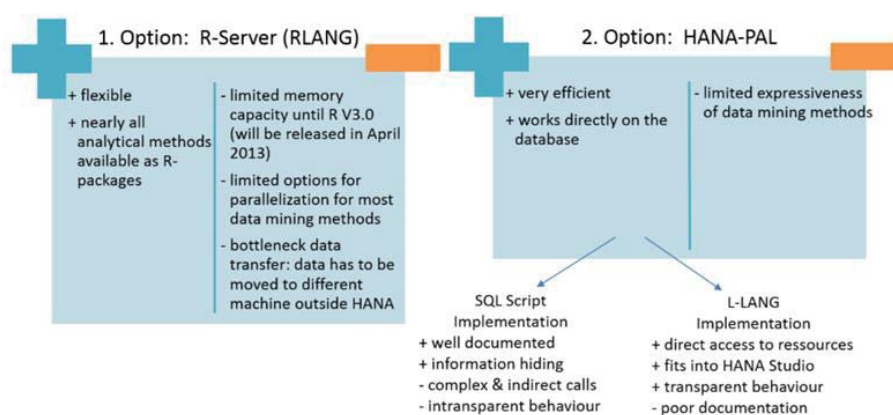 1. Option: R-Server (RLANG)
+ flexible
+ nearly all
analytical methods
available as R-
packages
- limited memory
capacity until R V3.0
(will be released in April
2013)
- limited options for
parallelization for most
data mining methods
- bottleneck data
transfer: data has to be
moved to different
machine outside HANA
2. Option: HANA-PAL
+ very efficient
+ works directly on the
database
- limited expressiveness
of data mining methods
SQL Script
Implementation
+ well documented
+ information hiding
- complex & indirect calls
- intransparent behaviour
L-LANG
Implementation
+ direct access to ressources
+ fits into HANA Studio
+ transparent behaviour
- poor documentation